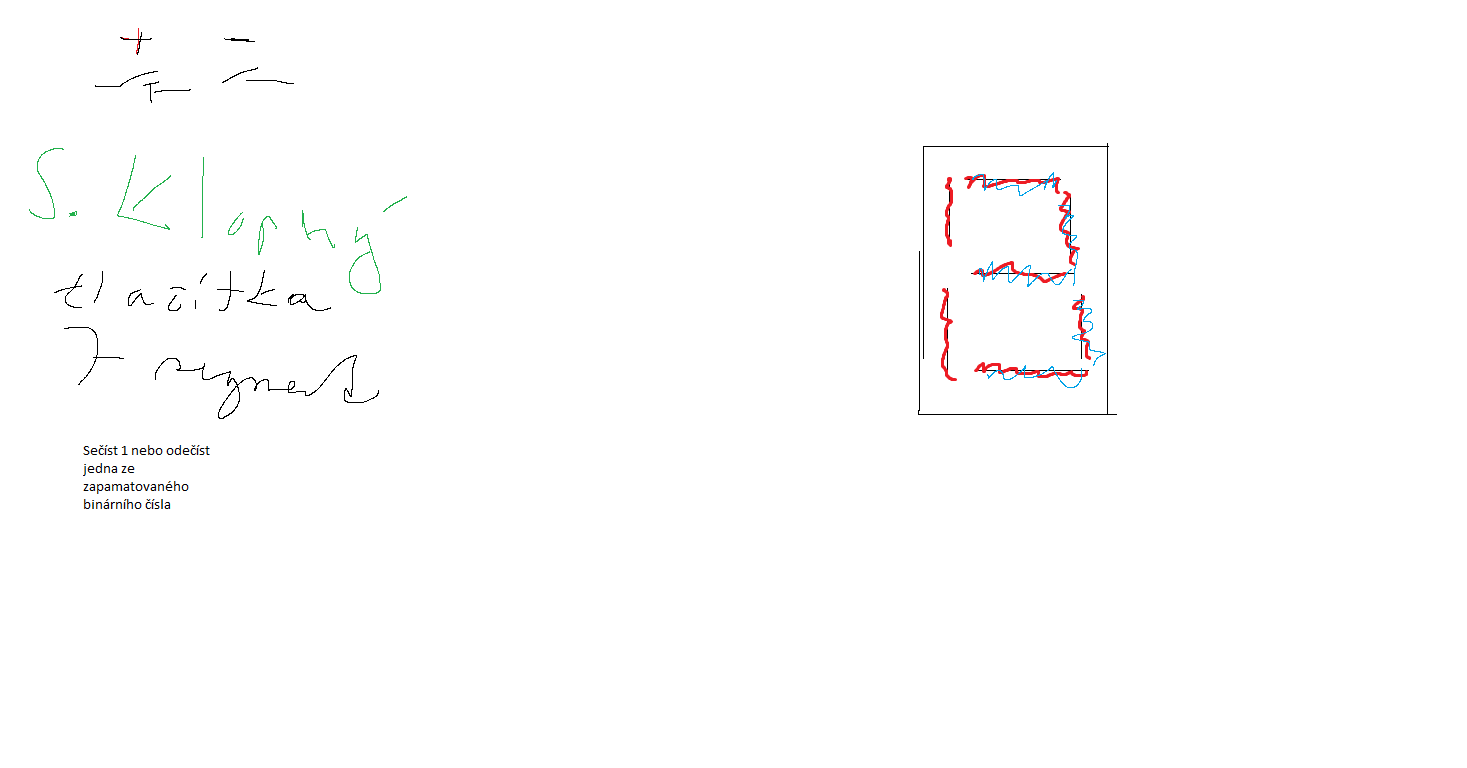 + -
S. Klopný
tlačítka
7 segment
Sečíst 1 nebo odečíst
jedna ze
zapamatovaného
binárního čísla